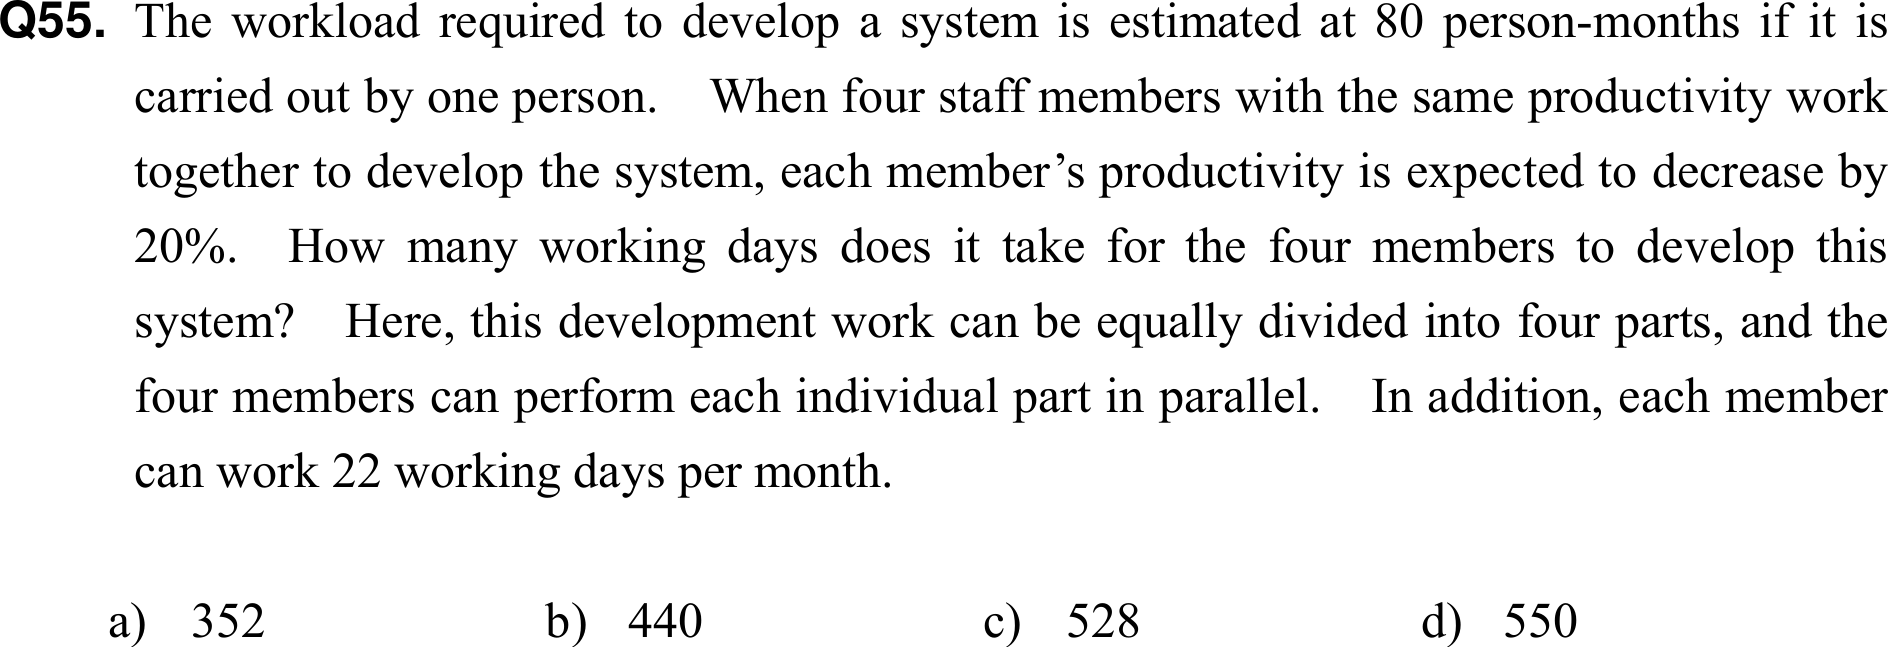 Q55. The workload required to develop a system is estimated at 80 person-months if it is
carried out by one person. When four staff members with the same productivity work
together to develop the system, each member’s productivity is expected to decrease by
20%. How many working days does it take for the four members to develop this
system? Here, this development work can be equally divided into four parts, and the
four members can perform each individual part in parallel. In addition, each member
can work 22 working days per month.
a) 352 b) 440 c) 528 d) 550